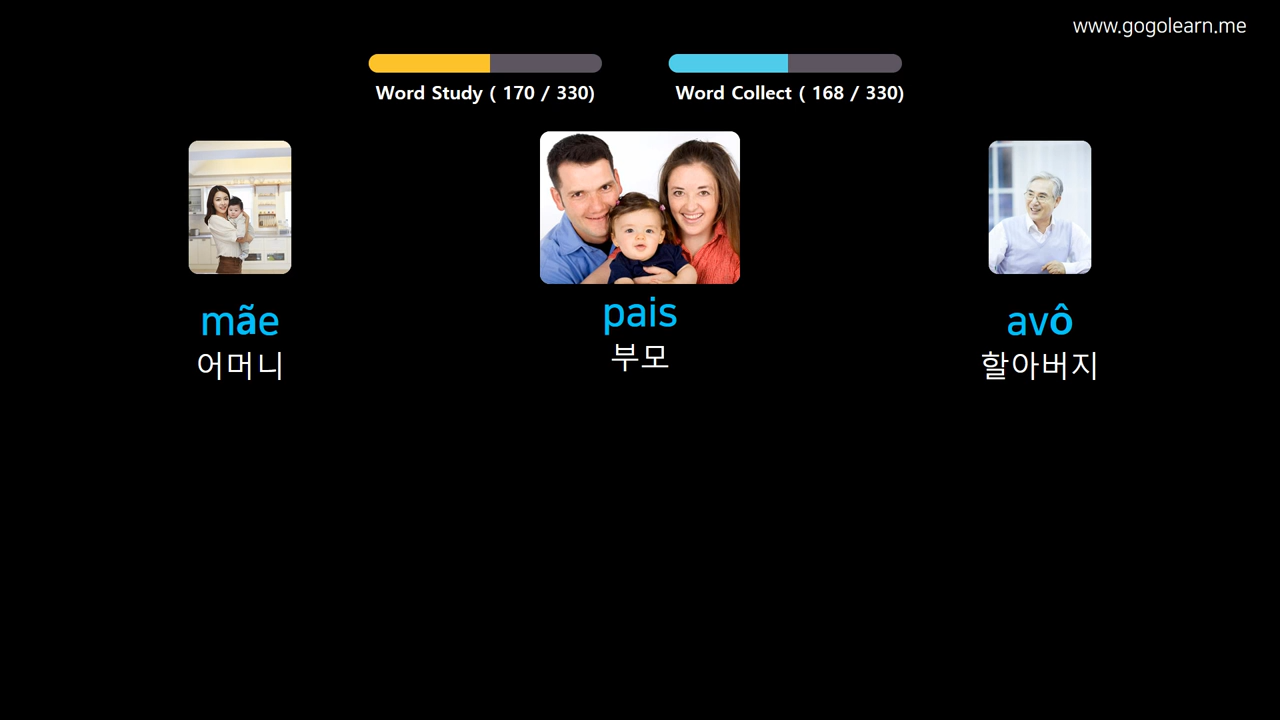 www.gogolearn.me
Word Study ( 170 / 330)
Word Collect ( 168 / 330)
mãe
어머니
pais
부모
avô
할아버지